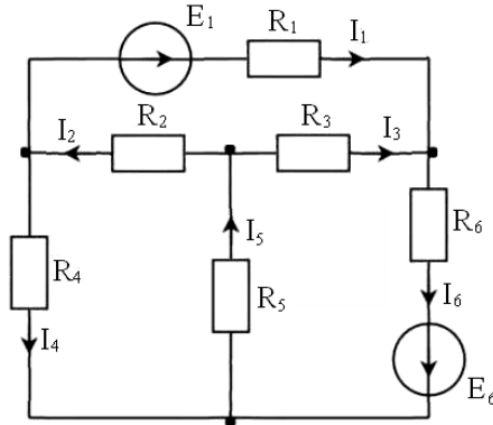 E₁ R₁ I₁
I₂ R₂ R₃ I₃
R₄ I₅ R₆
I₄ R₅ I₆
E₆